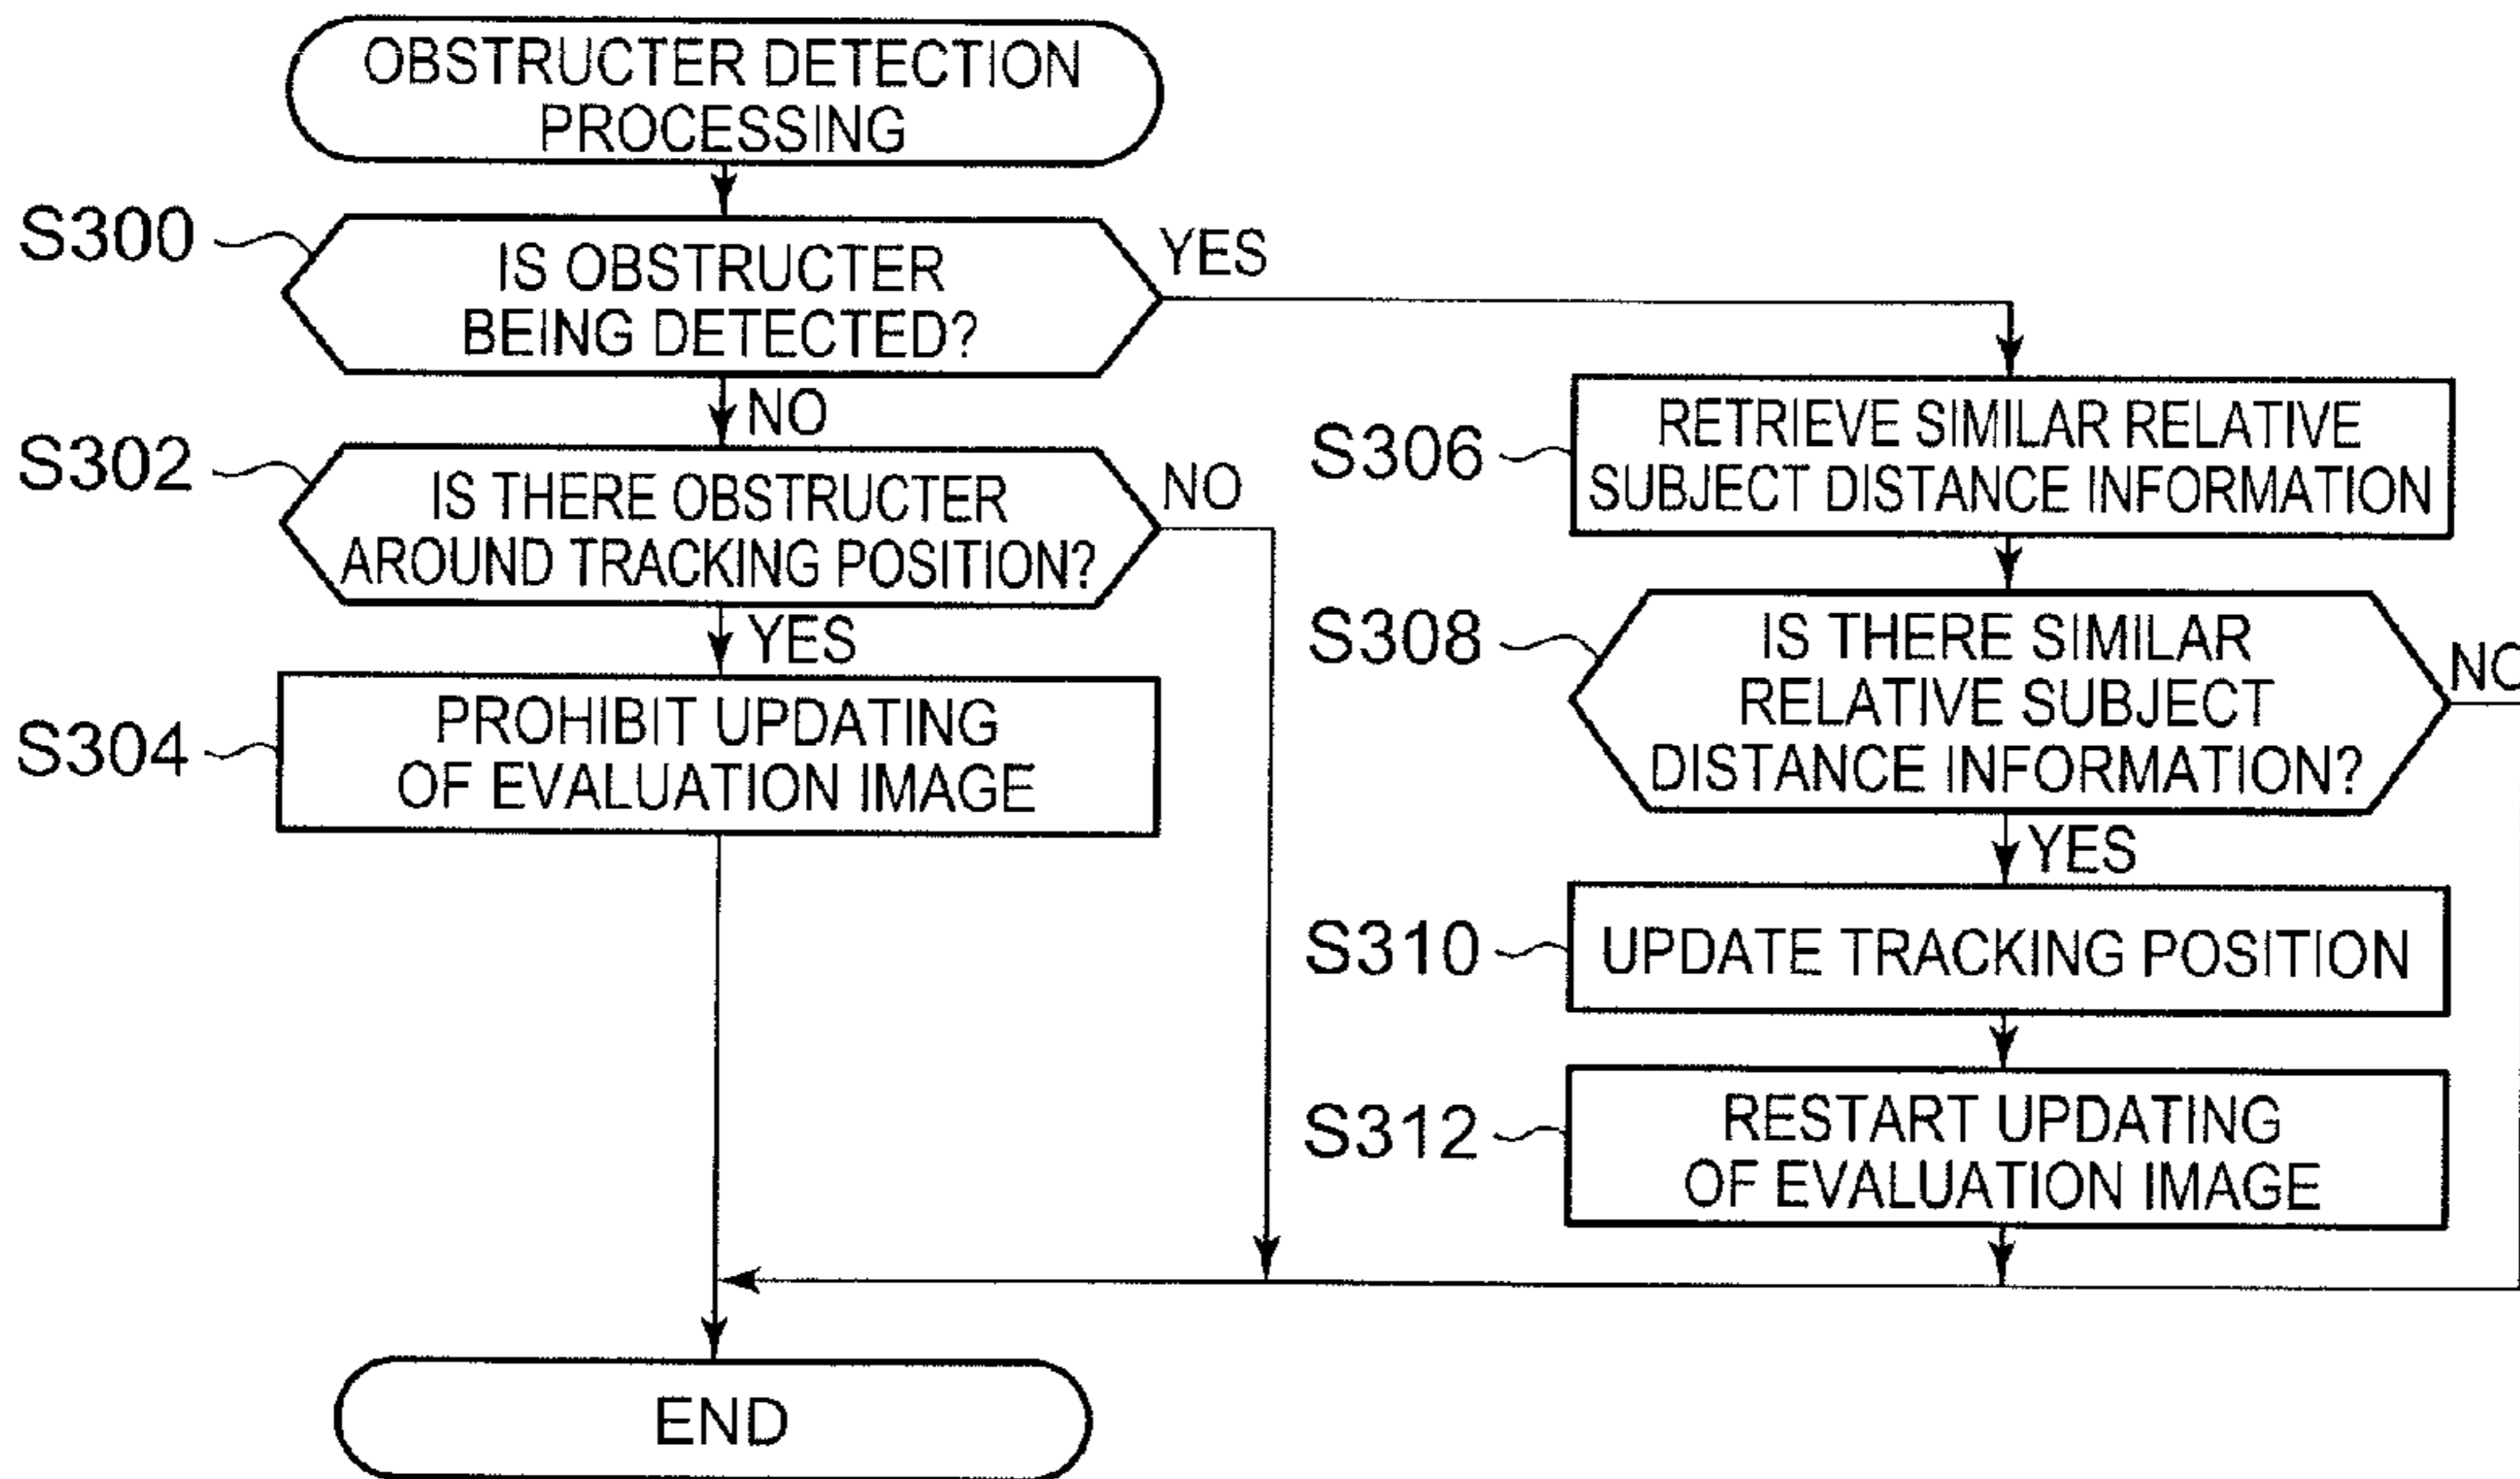 OBSTRUCTER DETECTION
PROCESSING
S300
IS OBSTRUCTER
BEING DETECTED?
YES
NO
S302
IS THERE OBSTRUCTER
AROUND TRACKING POSITION?
NO
YES
S304
PROHIBIT UPDATING
OF EVALUATION IMAGE
S306
RETRIEVE SIMILAR RELATIVE
SUBJECT DISTANCE INFORMATION
S308
IS THERE SIMILAR
RELATIVE SUBJECT
DISTANCE INFORMATION?
NO
YES
S310
UPDATE TRACKING POSITION
S312
RESTART UPDATING
OF EVALUATION IMAGE
END